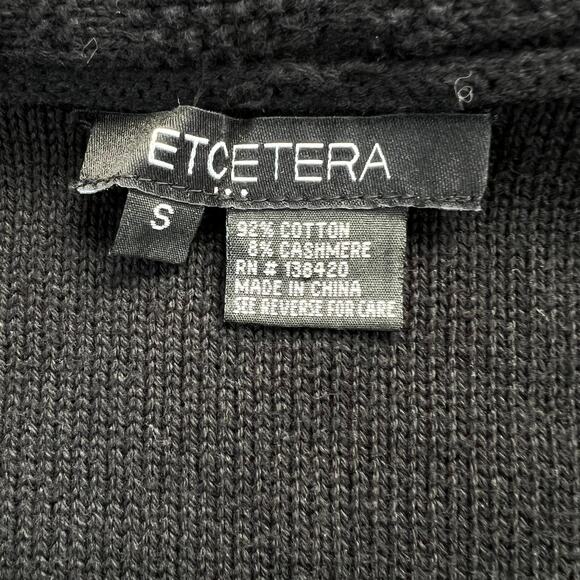 ETCETERA
S
92% COTTON
8% CASHMERE
RN # 138420
MADE IN CHINA
SEE REVERSE FOR CARE